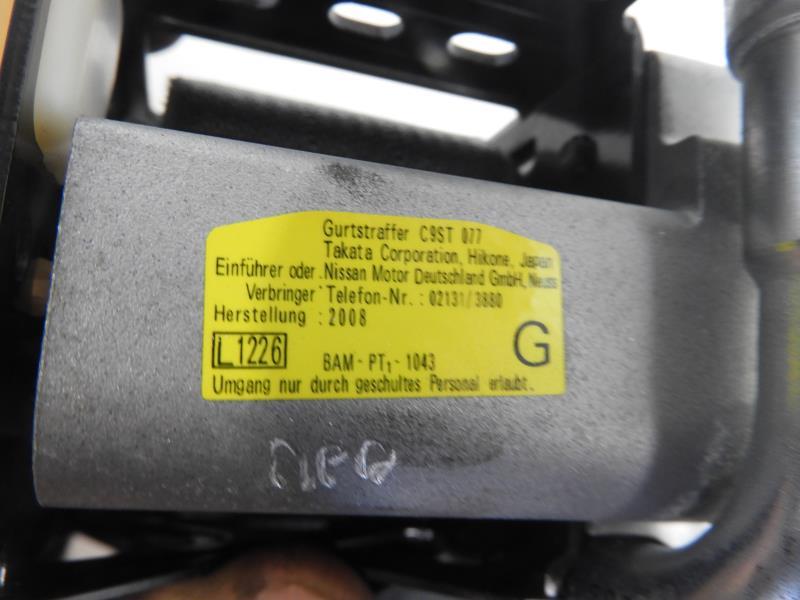 Gurtstraffer C9ST 077
Takata Corporation, Hikone, Japan
Einführer oder Nissan Motor Deutschland GmbH, Neuss
Verbringer Telefon-Nr. : 02131/3880
Herstellung : 2008
L1226 BAM - PT1 - 1043 G
Umgang nur durch geschultes Personal erlaubt.